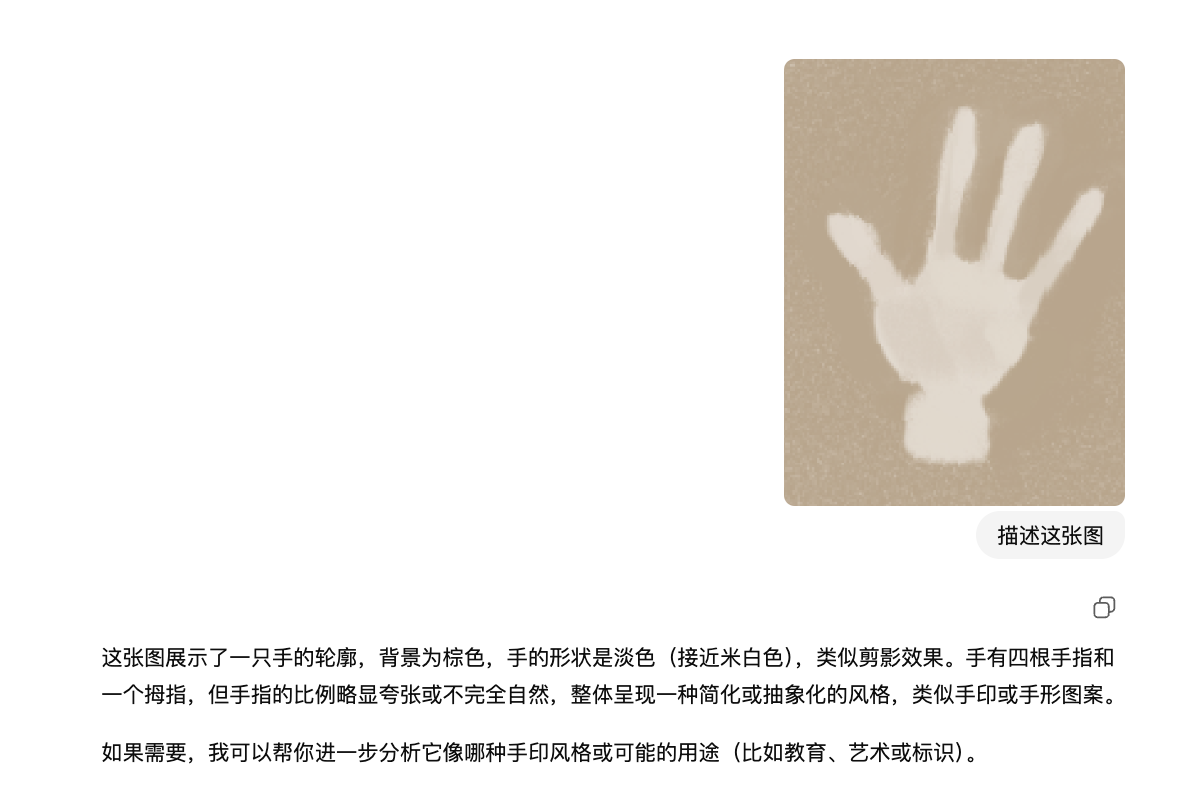 描述这张图
这张图展示了一只手的轮廓，背景为棕色，手的形状是淡色（接近米白色），类似剪影效果。手有四根手指和
一个拇指，但手指的比例略显夸张或不完全自然，整体呈现一种简化或抽象化的风格，类似手印或手形图案。
如果需要，我可以帮你进一步分析它像哪种手印风格或可能的用途（比如教育、艺术或标识）。